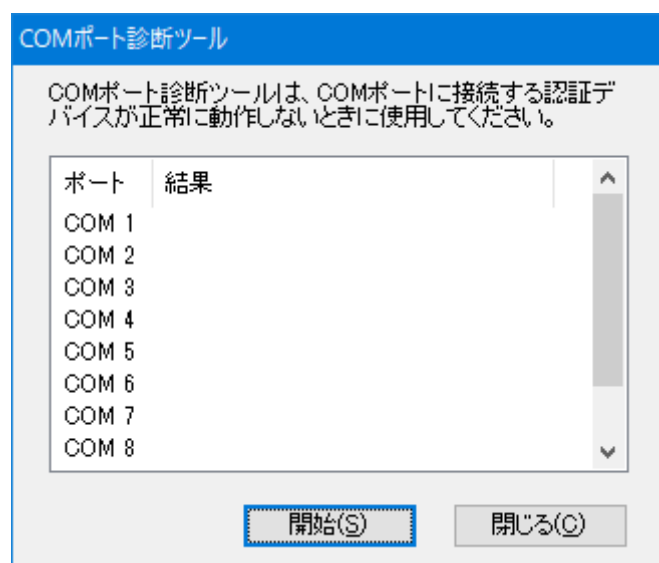 COMポート診断ツール
COMポート診断ツールは、COMポートに接続する認証デ
バイスが正常に動作しないときに使用してください。
ポート 結果
COM 1
COM 2
COM 3
COM 4
COM 5
COM 6
COM 7
COM 8
開始(S) 閉じる(C)